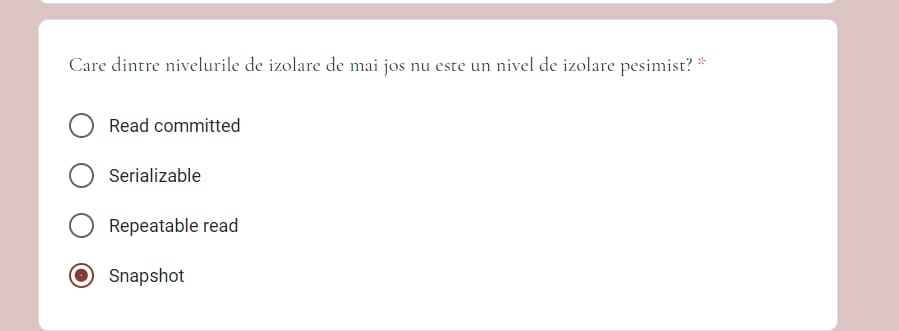 Care dintre nivelurile de izolare de mai jos nu este un nivel de izolare pesimist? *
Read committed
Serializable
Repeatable read
Snapshot